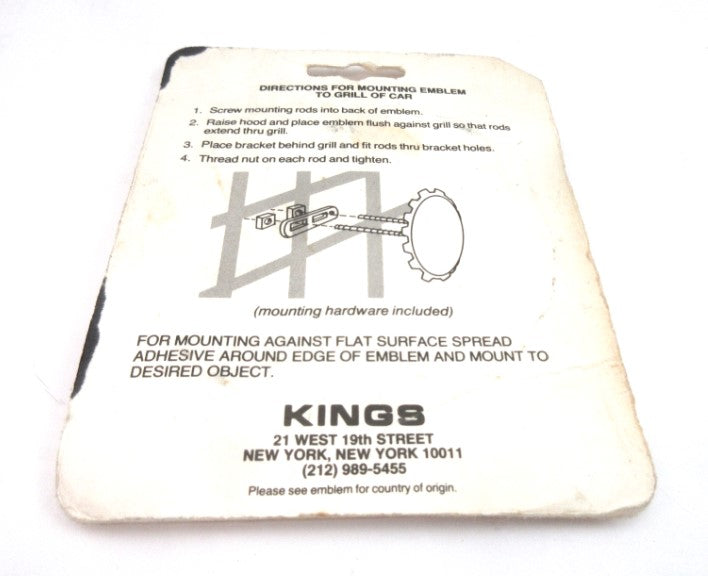 DIRECTIONS FOR MOUNTING EMBLEM
TO GRILL OF CAR
1. Screw mounting rods into back of emblem.
2. Raise hood and place emblem flush against grill so that rods
extend thru grill.
3. Place bracket behind grill and fit rods thru bracket holes.
4. Thread nut on each rod and tighten.
(mounting hardware included)
FOR MOUNTING AGAINST FLAT SURFACE SPREAD
ADHESIVE AROUND EDGE OF EMBLEM AND MOUNT TO
DESIRED OBJECT.
KINGS
21 WEST 19th STREET
NEW YORK, NEW YORK 10011
(212) 989-5455
Please see emblem for country of origin.